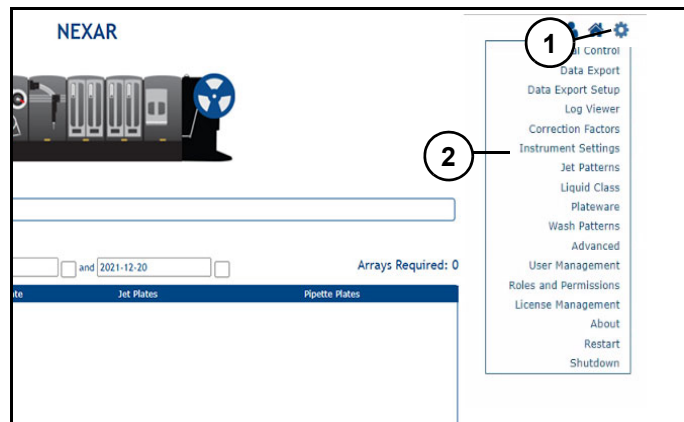 NEXAR
1
al Control
Data Export
Data Export Setup
Log Viewer
Correction Factors
2
Instrument Settings
Jet Patterns
Liquid Class
Plateware
Wash Patterns
Advanced
User Management
Roles and Permissions
License Management
About
Restart
Shutdown
and 2021-12-20
Arrays Required: 0
te Jet Plates Pipette Plates